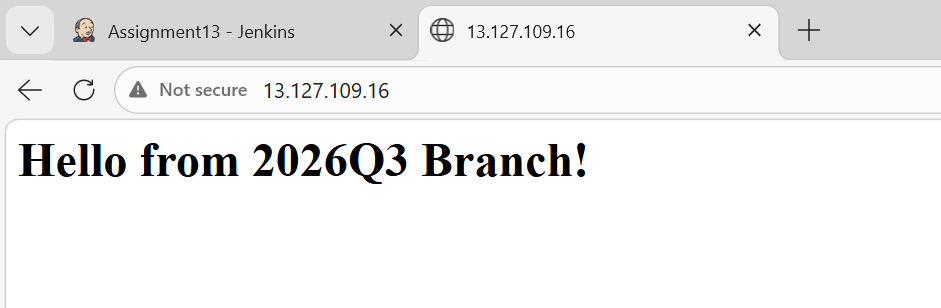 Assignment13 - Jenkins
13.127.109.16
Not secure 13.127.109.16
Hello from 2026Q3 Branch!